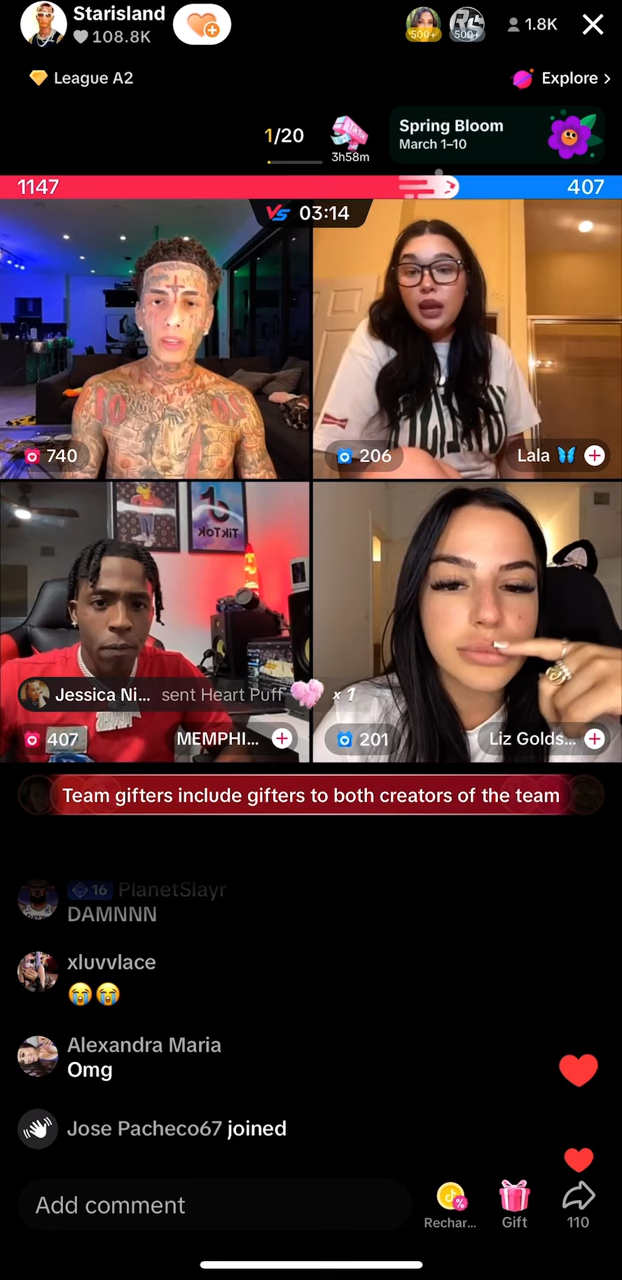 Starisland
108.8K
500+
500+
1.8K
League A2
Explore >
1/20
3h58m
Spring Bloom
March 1–10
1147
407
VS 03:14
740
206
Lala 🦋
TikTok
Jessica Ni... sent Heart Puff x 1
407
MEMPHI...
201
Liz Golds...
Team gifters include gifters to both creators of the team
16 PlanetSlayr
DAMNNN
xluvvlace
😭😭
Alexandra Maria
Omg
Jose Pacheco67 joined
Add comment
Rechar...
Gift
110